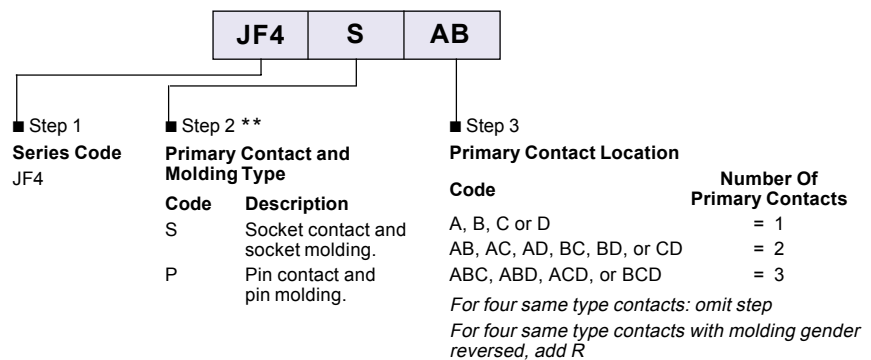 JF4 S AB
■ Step 1
Series Code
JF4
■ Step 2 **
Primary Contact and
Molding Type
Code Description
S Socket contact and
socket molding.
P Pin contact and
pin molding.
■ Step 3
Primary Contact Location
Code Number Of
Primary Contacts
A, B, C or D = 1
AB, AC, AD, BC, BD, or CD = 2
ABC, ABD, ACD, or BCD = 3
For four same type contacts: omit step
For four same type contacts with molding gender
reversed, add R